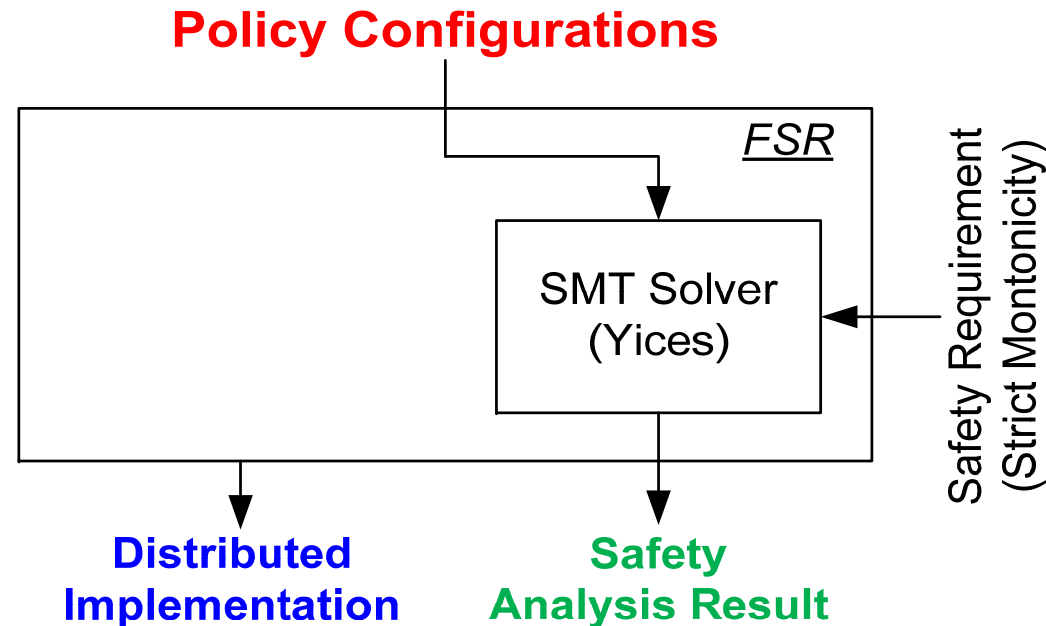 Policy Configurations
FSR
SMT Solver
(Yices)
Safety Requirement
(Strict Montonicity)
Distributed
Implementation
Safety
Analysis Result